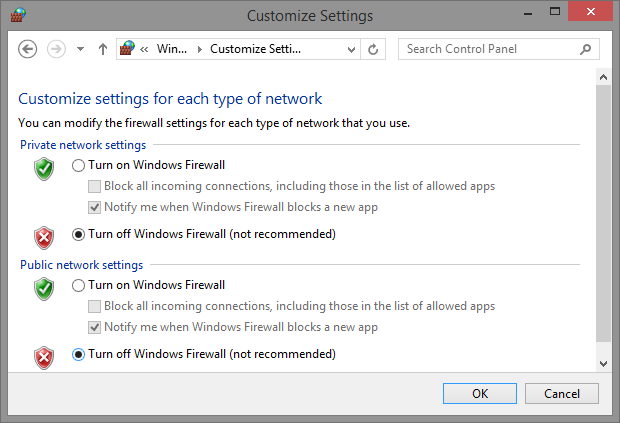 Customize Settings
« Win... Customize Setti...
Search Control Panel
Customize settings for each type of network
You can modify the firewall settings for each type of network that you use.
Private network settings
Turn on Windows Firewall
Block all incoming connections, including those in the list of allowed apps
Notify me when Windows Firewall blocks a new app
Turn off Windows Firewall (not recommended)
Public network settings
Turn on Windows Firewall
Block all incoming connections, including those in the list of allowed apps
Notify me when Windows Firewall blocks a new app
Turn off Windows Firewall (not recommended)
OK Cancel